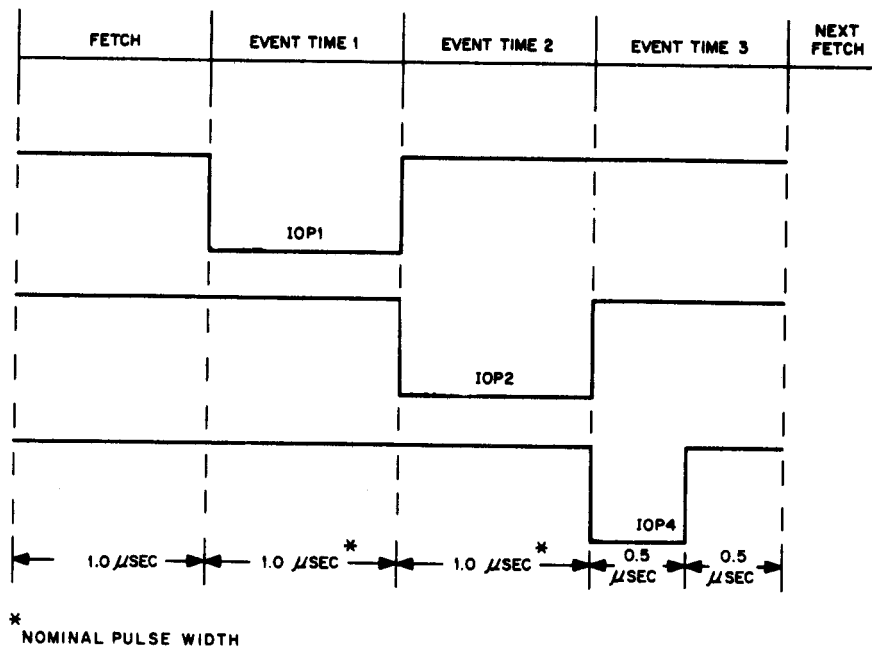 FETCH EVENT TIME 1 EVENT TIME 2 EVENT TIME 3 NEXT FETCH
IOP1
IOP2
IOP4
1.0 μSEC 1.0 μSEC* 1.0 μSEC* 0.5 μSEC 0.5 μSEC
* NOMINAL PULSE WIDTH